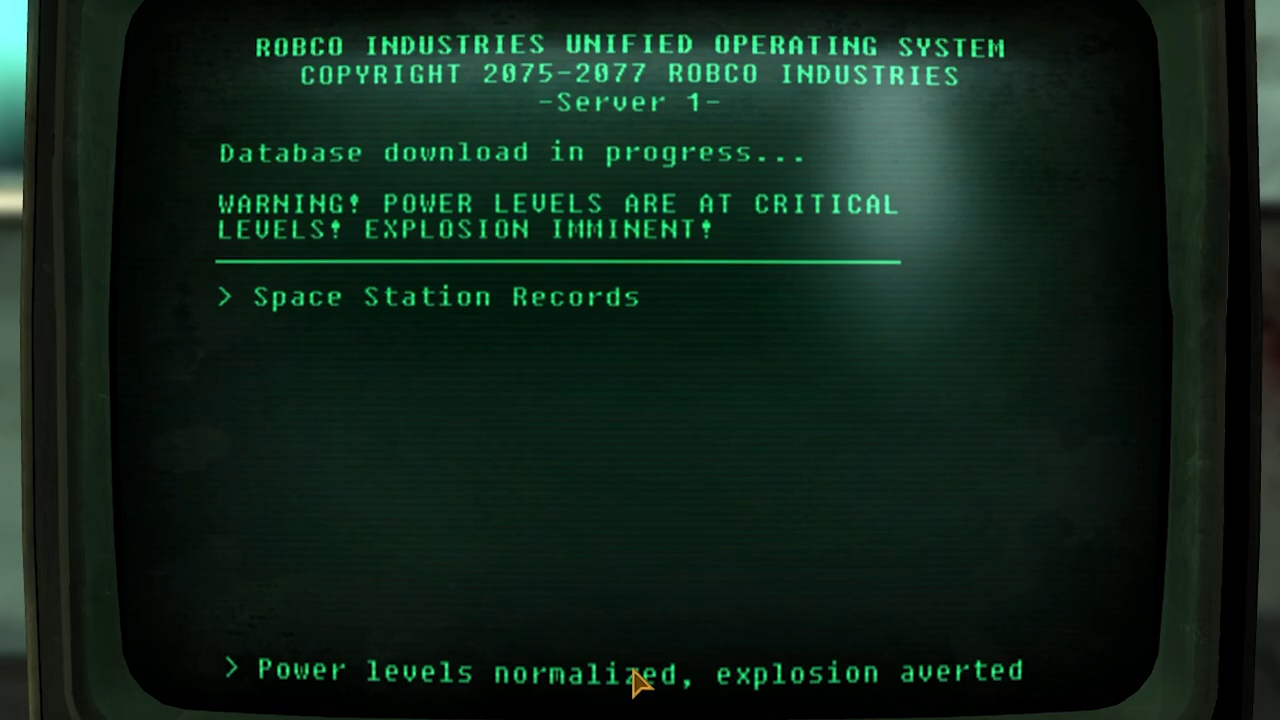 ROBCO INDUSTRIES UNIFIED OPERATING SYSTEM
COPYRIGHT 2075-2077 ROBCO INDUSTRIES
-Server 1-
Database download in progress...
WARNING! POWER LEVELS ARE AT CRITICAL
LEVELS! EXPLOSION IMMINENT!
> Space Station Records
> Power levels normalized, explosion averted